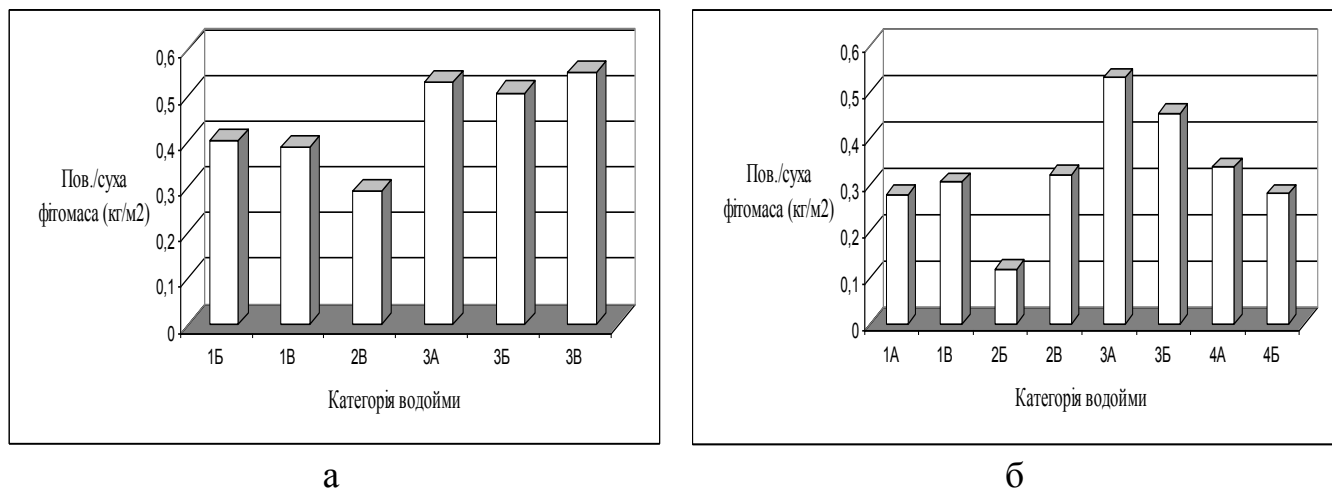 0,6
0,5
0,4
0,3
0,2
0,1
0
Пов./суха
фітомаса (кг/м2)
1Б 1В 2В 3А 3Б 3В
Категорія водойми
а
0,6
0,5
0,4
0,3
0,2
0,1
0
Пов./суха
фітомаса (кг/м2)
1А 1В 2Б 2В 3А 3Б 4А 4Б
Категорія водойми
б